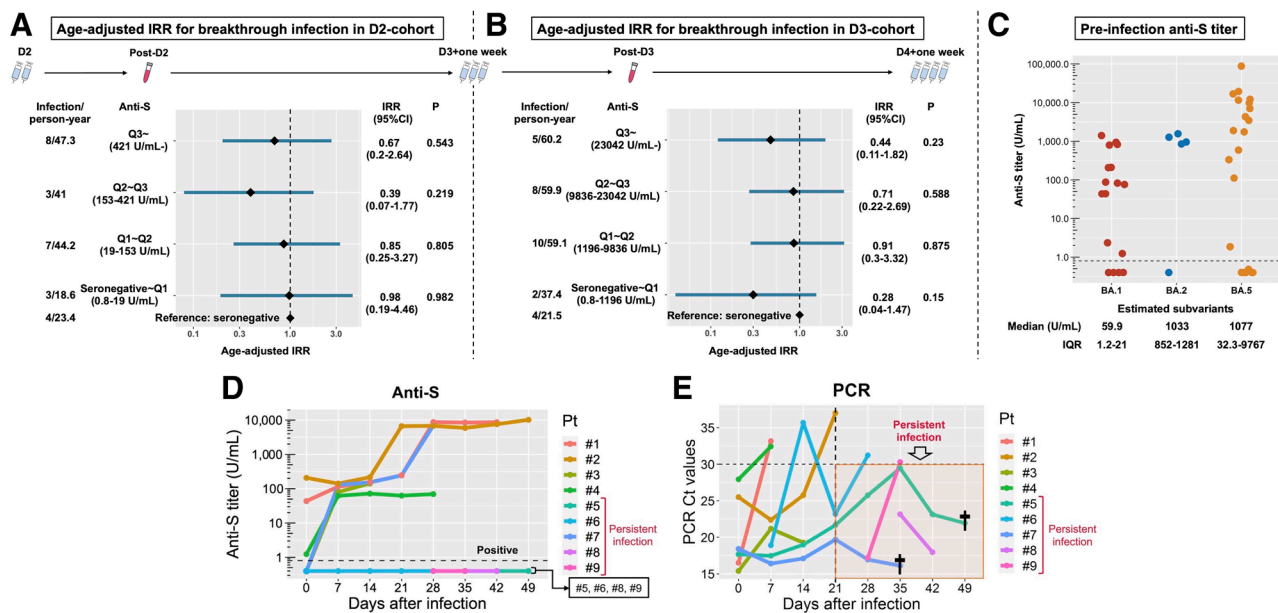 A
Age-adjusted IRR for breakthrough infection in D2-cohort
D2
Post-D2
D3+one week
Infection/
person-year
Anti-S
IRR
(95%CI)
P
8/47.3
Q3~
(421 U/mL-)
0.67
(0.2-2.64)
0.543
3/41
Q2~Q3
(153-421 U/mL)
0.39
(0.07-1.77)
0.219
7/44.2
Q1~Q2
(19-153 U/mL)
0.85
(0.25-3.27)
0.805
3/18.6
Seronegative~Q1
(0.8-19 U/mL)
0.98
(0.19-4.46)
0.982
4/23.4
Reference: seronegative
0.1
0.3
1.0
3.0
Age-adjusted IRR
B
Age-adjusted IRR for breakthrough infection in D3-cohort
Post-D3
D4+one week
Infection/
person-year
Anti-S
IRR
(95%CI)
P
5/60.2
Q3~
(23042 U/mL-)
0.44
(0.11-1.82)
0.23
8/59.9
Q2~Q3
(9836-23042 U/mL)
0.71
(0.22-2.69)
0.588
10/59.1
Q1~Q2
(1196-9836 U/mL)
0.91
(0.3-3.32)
0.875
2/37.4
Seronegative~Q1
(0.8-1196 U/mL)
0.28
(0.04-1.47)
0.15
4/21.5
Reference: seronegative
0.1
0.3
1.0
3.0
Age-adjusted IRR
C
Pre-infection anti-S titer
Anti-S titer (U/mL)
100,000.0
10,000.0
1,000.0
100.0
10.0
1.0
BA.1
BA.2
BA.5
Estimated subvariants
Median (U/mL)
59.9
1033
1077
IQR
1.2-21
852-1281
32.3-9767
D
Anti-S
Anti-S titer (U/mL)
10,000
1,000
100
10
1
Positive
0
7
14
21
28
35
42
49
Days after infection
Pt
#1
#2
#3
#4
#5
#6
#7
#8
#9
Persistent
infection
#5, #6, #8, #9
E
PCR
PCR Ct values
35
30
25
20
15
Persistent
infection
0
7
14
21
28
35
42
49
Days after infection
Pt
#1
#2
#3
#4
#5
#6
#7
#8
#9
Persistent
infection